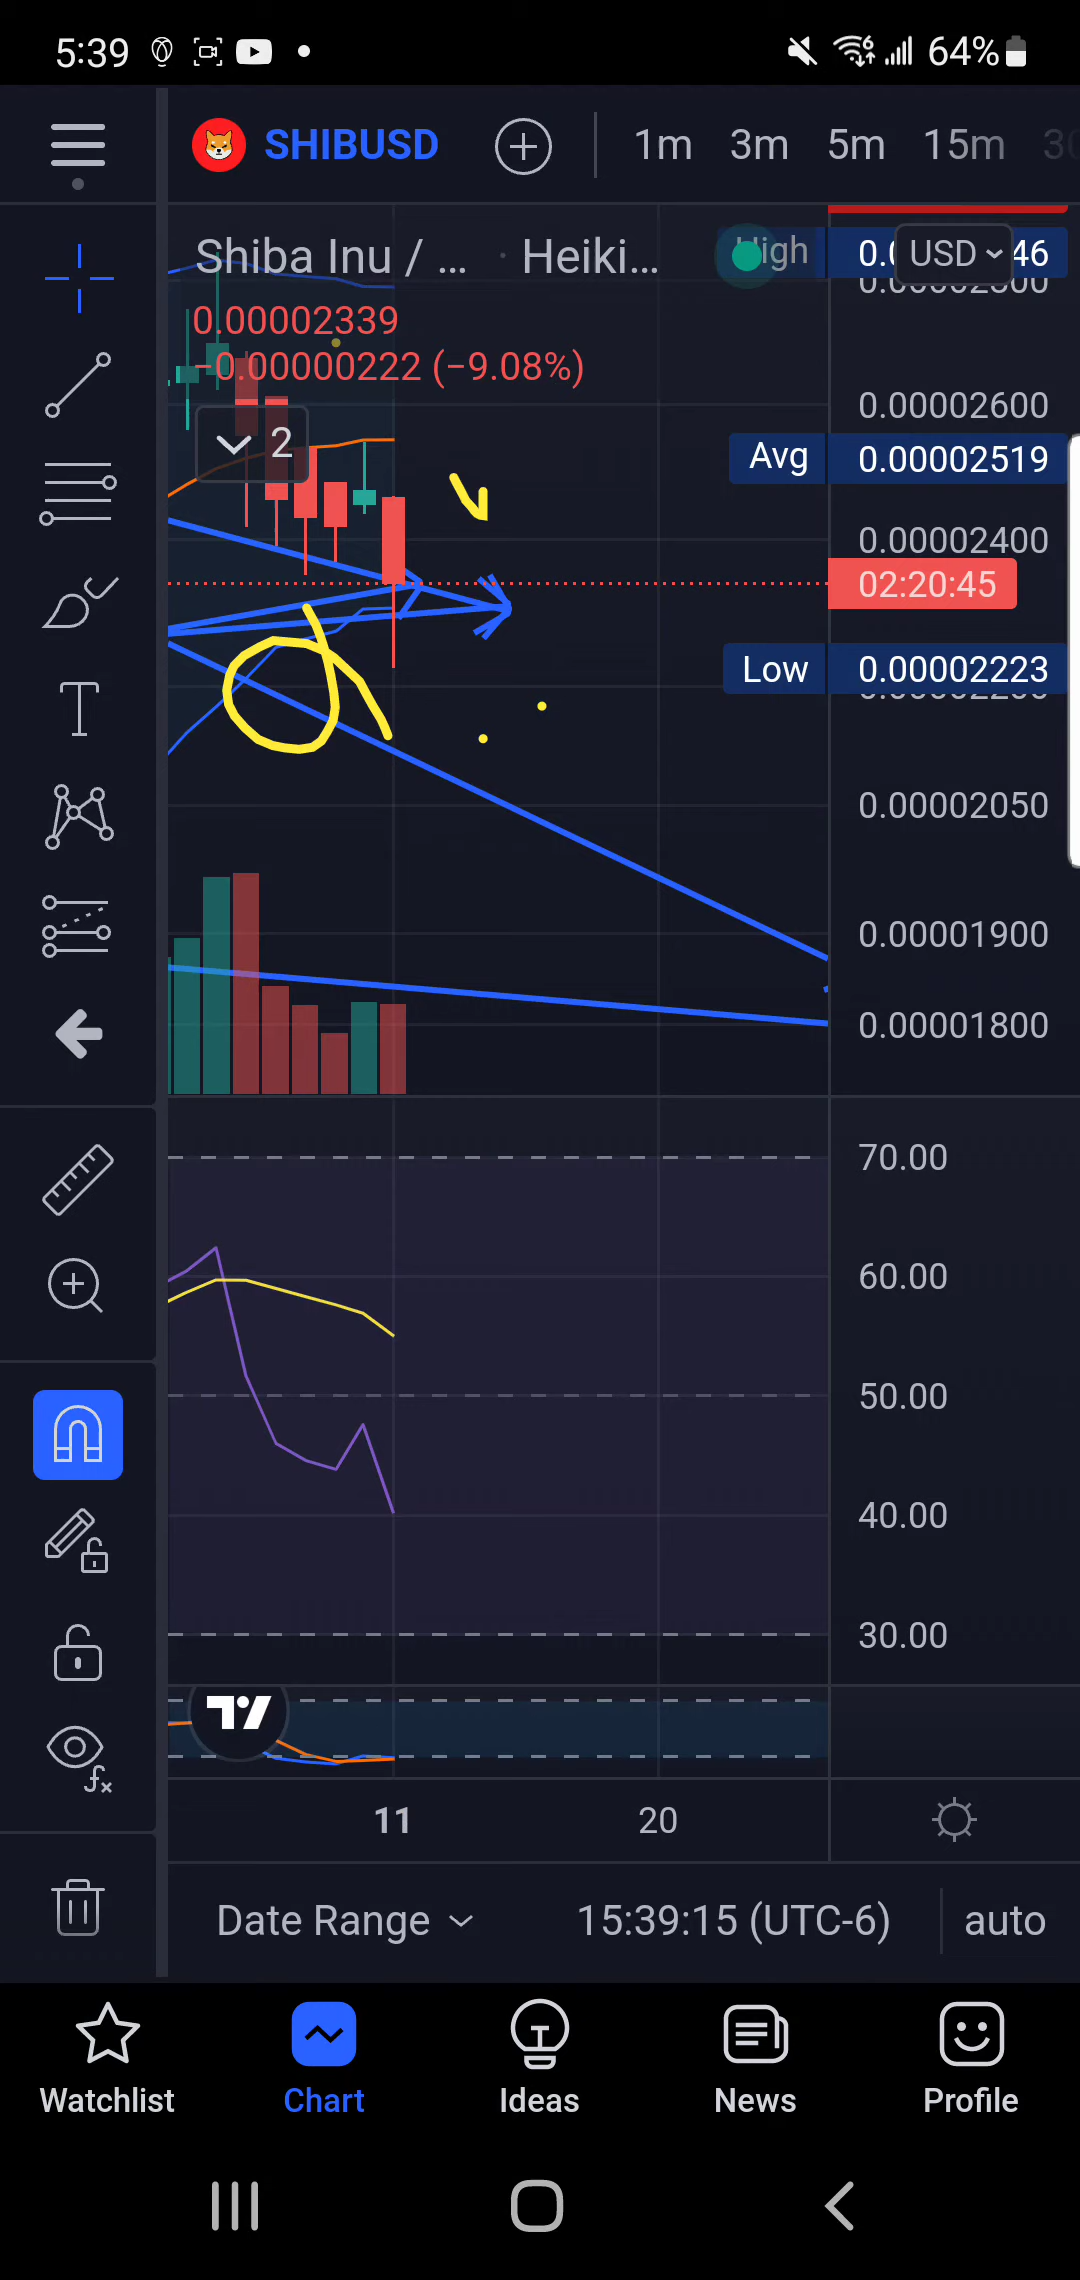 5:39 64%
SHIBUSD 1m 3m 5m 15m
Shiba Inu / ... · Heiki... High USD 46
0.00002339
−0.00000222 (−9.08%)
2
0.00002600
Avg 0.00002519
0.00002400
02:20:45
Low 0.00002223
0.00002050
0.00001900
0.00001800
70.00
60.00
50.00
40.00
30.00
11 20
Date Range 15:39:15 (UTC-6) auto
Watchlist Chart Ideas News Profile